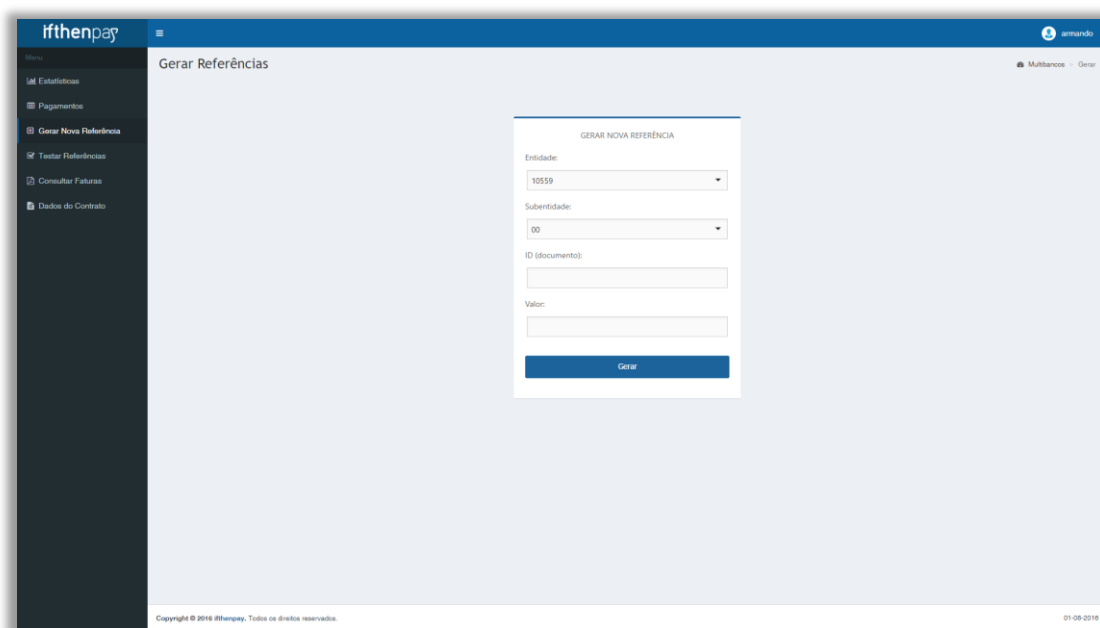 ifthenpay
armando
Menu
Estatísticas
Pagamentos
Gerar Nova Referência
Testar Referências
Consultar Faturas
Dados do Contrato
Gerar Referências
Multibancos
Gerar
GERAR NOVA REFERÊNCIA
Entidade:
10559
Subentidade:
00
ID (documento):
Valor:
Gerar
Copyright © 2016 ifthenpay. Todos os direitos reservados.
01-08-2016